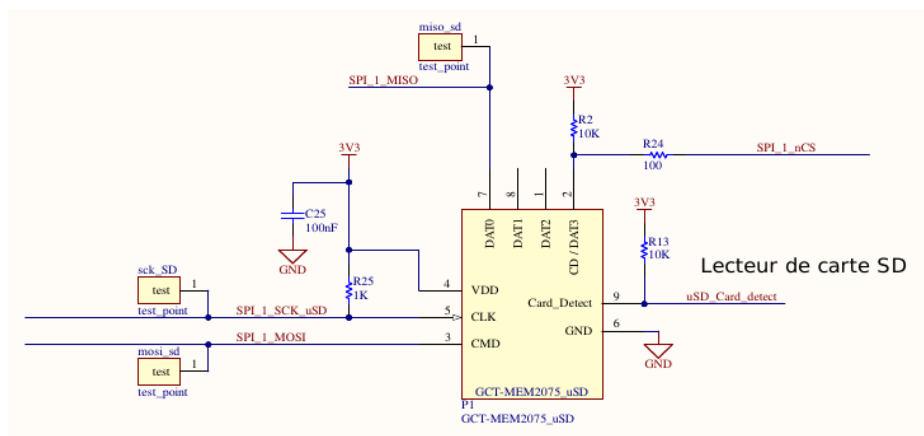 miso_sd
1
test
test_point
SPI_1_MISO
3V3
R2
10K
R24
SPI_1_nCS
100
3V3
7
8
1
2
C25
100nF
DAT0
DAT1
DAT2
CD / DAT3
3V3
R13
10K
GND
Lecteur de carte SD
sck_SD
1
test
test_point
R25
1K
4
VDD
Card_Detect
9
uSD_Card_detect
SPI_1_SCK_uSD
5
CLK
GND
6
SPI_1_MOSI
3
CMD
mosi_sd
1
test
test_point
GND
GCT-MEM2075_uSD
P1
GCT-MEM2075_uSD